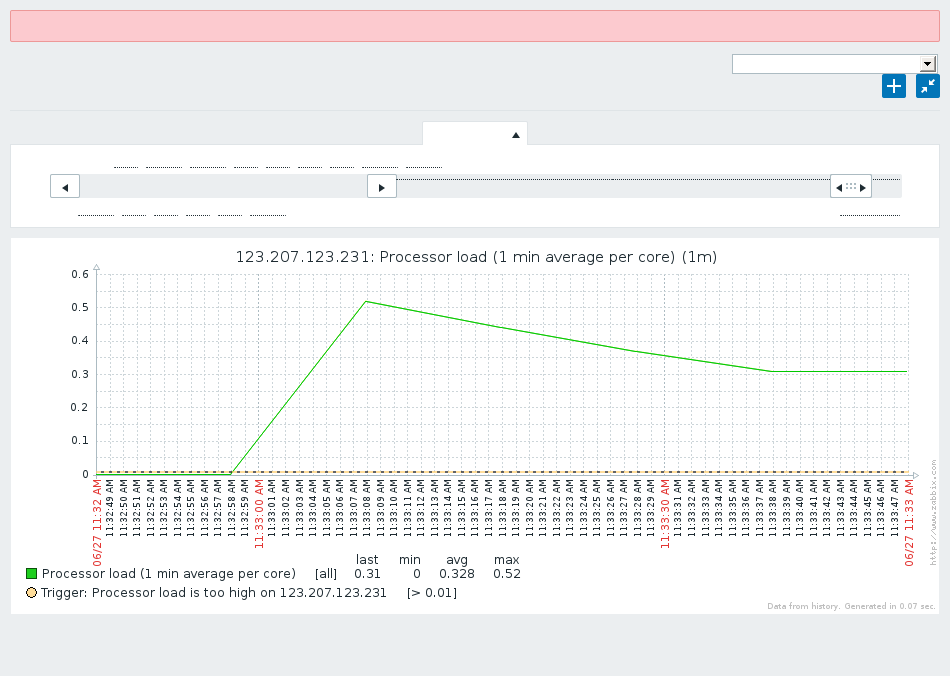 123.207.123.231: Processor load (1 min average per core) (1m)
0.6
0.5
0.4
0.3
0.2
0.1
0
06/27 11:32 AM
11:32:49 AM
11:32:50 AM
11:32:51 AM
11:32:52 AM
11:32:53 AM
11:32:54 AM
11:32:55 AM
11:32:56 AM
11:32:57 AM
11:32:58 AM
11:32:59 AM
11:33:00 AM
11:33:01 AM
11:33:02 AM
11:33:03 AM
11:33:04 AM
11:33:05 AM
11:33:06 AM
11:33:07 AM
11:33:08 AM
11:33:09 AM
11:33:10 AM
11:33:11 AM
11:33:12 AM
11:33:13 AM
11:33:14 AM
11:33:15 AM
11:33:16 AM
11:33:17 AM
11:33:18 AM
11:33:19 AM
11:33:20 AM
11:33:21 AM
11:33:22 AM
11:33:23 AM
11:33:24 AM
11:33:25 AM
11:33:26 AM
11:33:27 AM
11:33:28 AM
11:33:29 AM
11:33:30 AM
11:33:31 AM
11:33:32 AM
11:33:33 AM
11:33:34 AM
11:33:35 AM
11:33:36 AM
11:33:37 AM
11:33:38 AM
11:33:39 AM
11:33:40 AM
11:33:41 AM
11:33:42 AM
11:33:43 AM
11:33:44 AM
11:33:45 AM
11:33:46 AM
11:33:47 AM
06/27 11:33 AM
http://www.zabbix.com
last min avg max
Processor load (1 min average per core) [all] 0.31 0 0.328 0.52
Trigger: Processor load is too high on 123.207.123.231 [> 0.01]
Data from history. Generated in 0.07 sec.